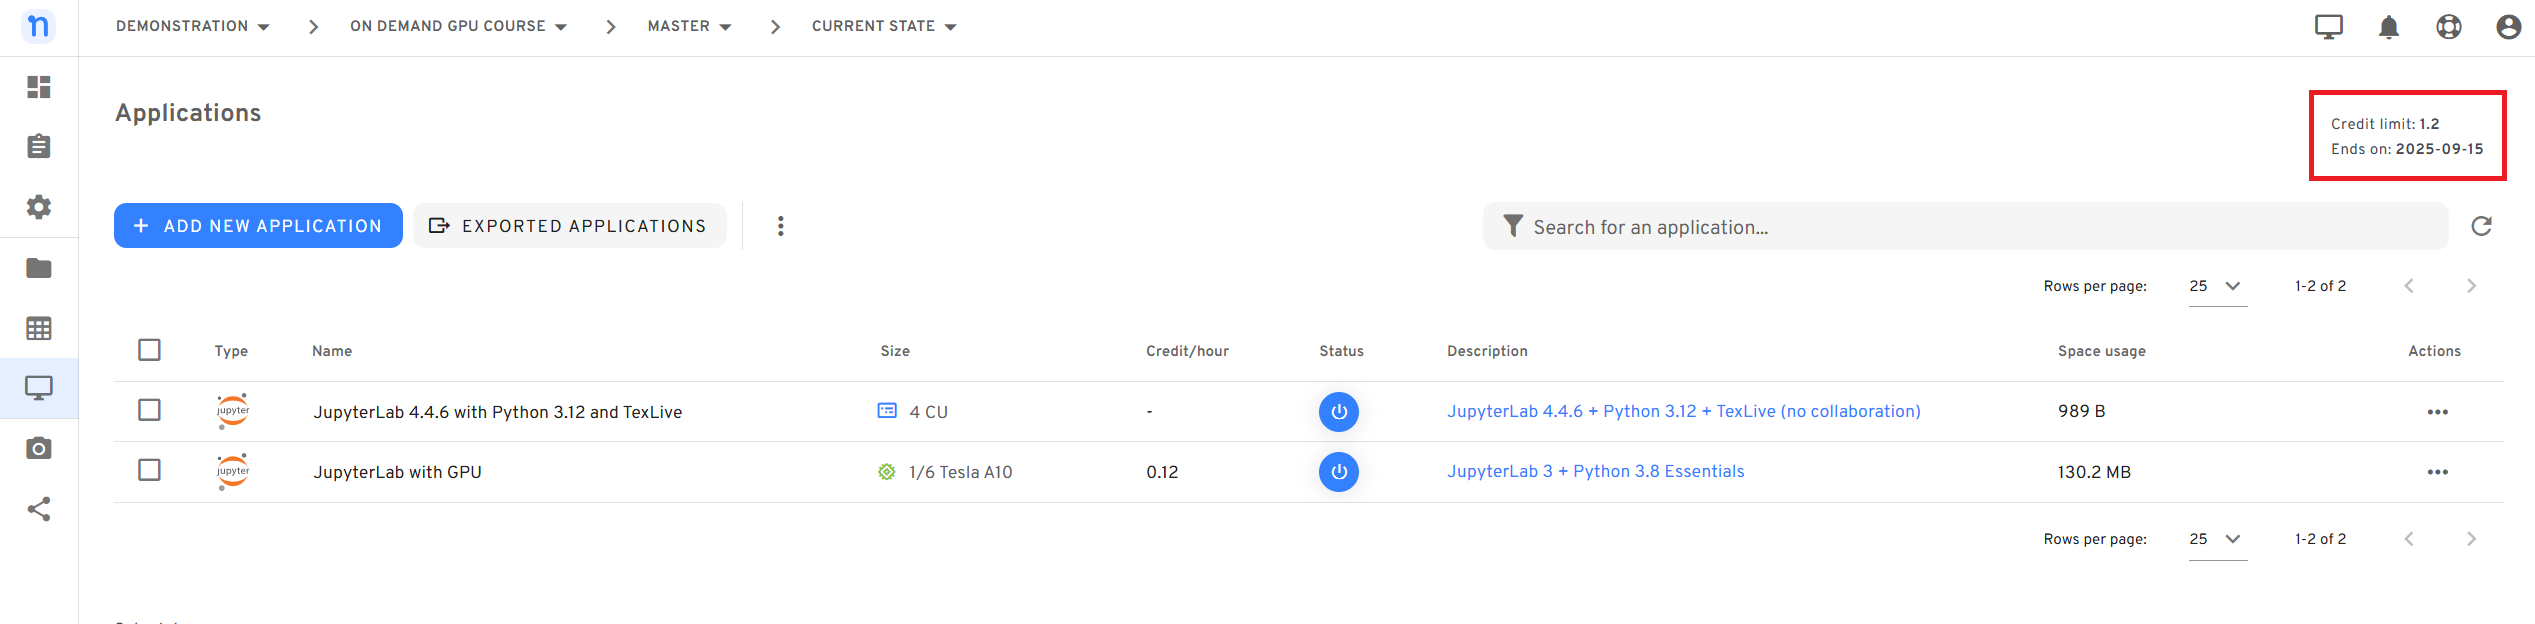 n DEMONSTRATION ON DEMAND GPU COURSE MASTER CURRENT STATE
Applications
Credit limit: 1.2
Ends on: 2025-09-15
+ ADD NEW APPLICATION EXPORTED APPLICATIONS Search for an application...
Rows per page: 25 1-2 of 2
Type Name Size Credit/hour Status Description Space usage Actions
jupyter JupyterLab 4.4.6 with Python 3.12 and TexLive 4 CU - JupyterLab 4.4.6 + Python 3.12 + TexLive (no collaboration) 989 B
jupyter JupyterLab with GPU 1/6 Tesla A10 0.12 JupyterLab 3 + Python 3.8 Essentials 130.2 MB
Rows per page: 25 1-2 of 2